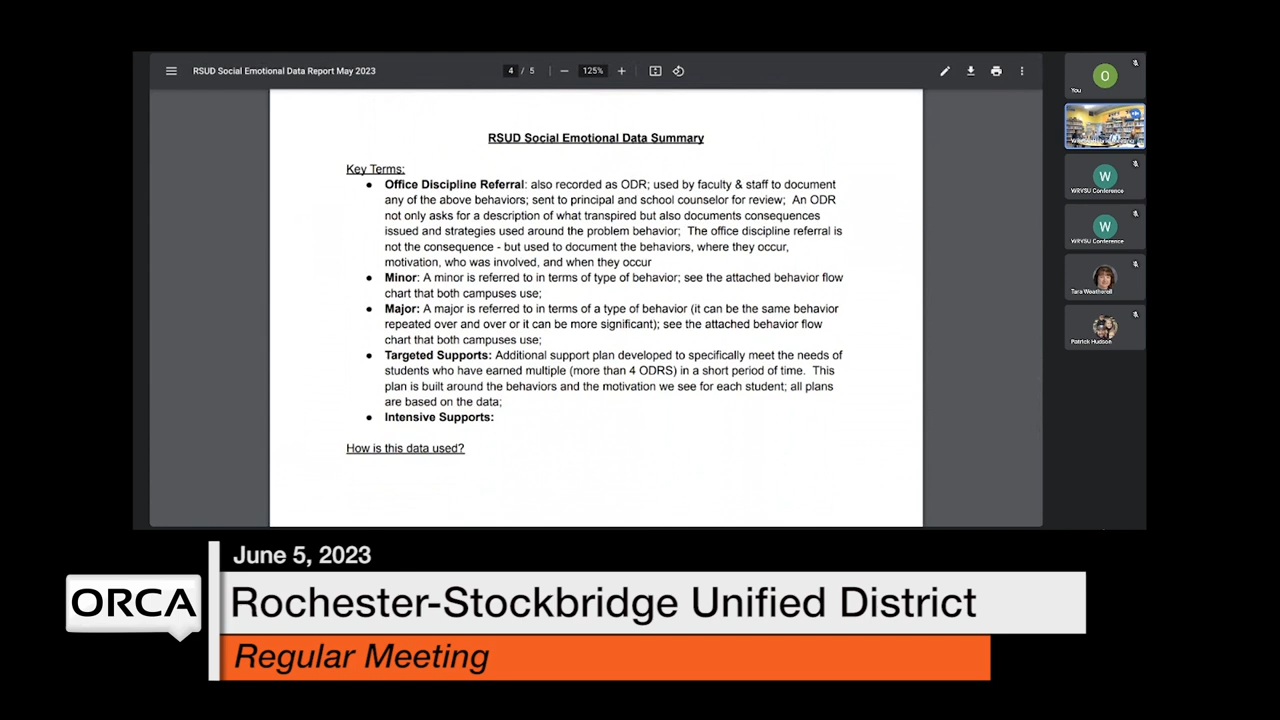 RSUD Social Emotional Data Report May 2023
4 / 5
125%
RSUD Social Emotional Data Summary
Key Terms:
● Office Discipline Referral: also recorded as ODR; used by faculty & staff to document
any of the above behaviors; sent to principal and school counselor for review; An ODR
not only asks for a description of what transpired but also documents consequences
issued and strategies used around the problem behavior; The office discipline referral is
not the consequence - but used to document the behaviors, where they occur,
motivation, who was involved, and when they occur
● Minor: A minor is referred to in terms of type of behavior; see the attached behavior flow
chart that both campuses use;
● Major: A major is referred to in terms of a type of behavior (it can be the same behavior
repeated over and over or it can be more significant); see the attached behavior flow
chart that both campuses use;
● Targeted Supports: Additional support plan developed to specifically meet the needs of
students who have earned multiple (more than 4 ODRS) in a short period of time. This
plan is built around the behaviors and the motivation we see for each student; all plans
are based on the data;
● Intensive Supports:
How is this data used?
O
You
W
WRVSU Conference
W
WRVSU Conference
Tara Weatherell
Patrick Hudson
June 5, 2023
ORCA
Rochester-Stockbridge Unified District
Regular Meeting